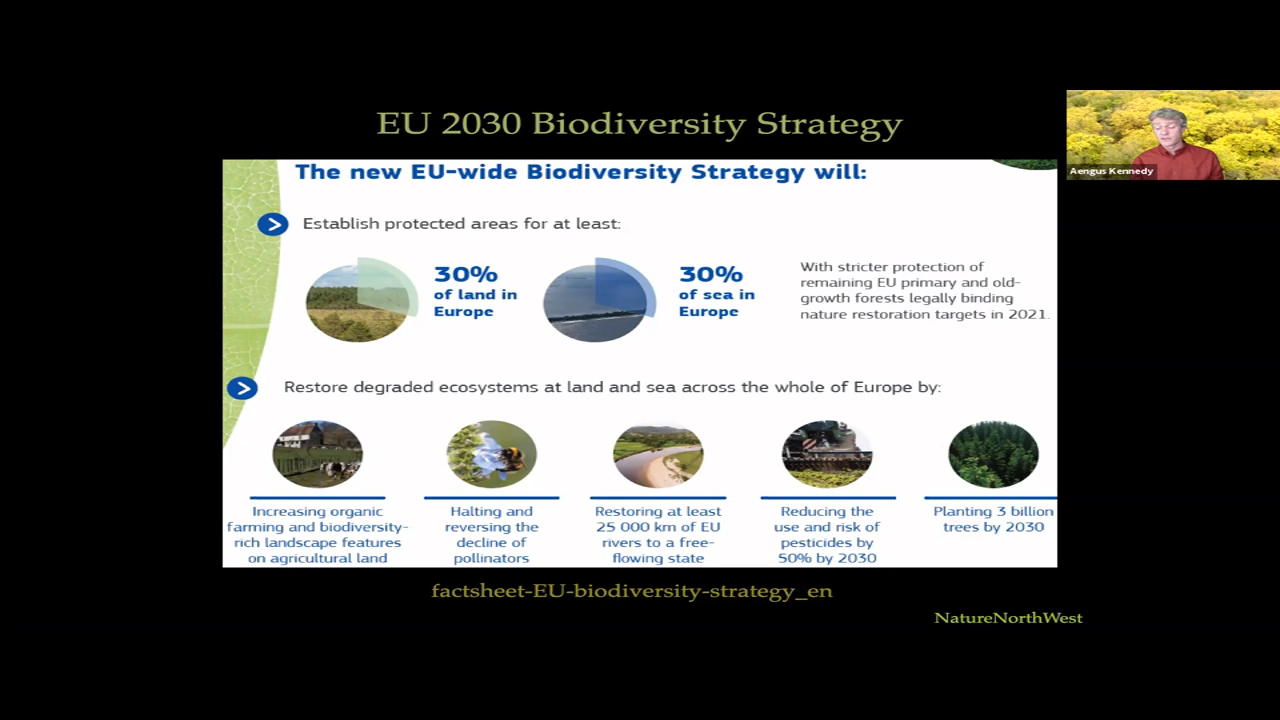 EU 2030 Biodiversity Strategy
Aengus Kennedy
The new EU-wide Biodiversity Strategy will:
Establish protected areas for at least:
30%
of land in
Europe
30%
of sea in
Europe
With stricter protection of
remaining EU primary and old-
growth forests legally binding
nature restoration targets in 2021.
Restore degraded ecosystems at land and sea across the whole of Europe by:
Increasing organic
farming and biodiversity-
rich landscape features
on agricultural land
Halting and
reversing the
decline of
pollinators
Restoring at least
25 000 km of EU
rivers to a free-
flowing state
Reducing the
use and risk of
pesticides by
50% by 2030
Planting 3 billion
trees by 2030
factsheet-EU-biodiversity-strategy_en
NatureNorthWest